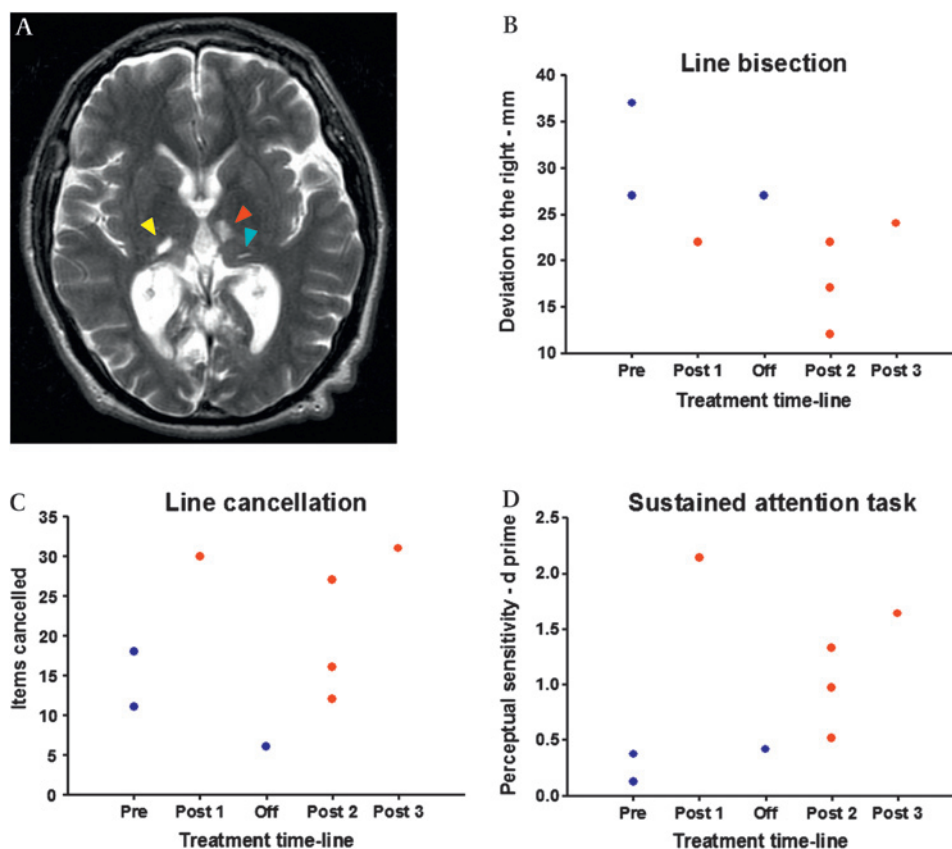 A
B
Line bisection
Deviation to the right - mm
40
35
30
25
20
15
10
Pre Post 1 Off Post 2 Post 3
Treatment time-line
C
Line cancellation
Items cancelled
35
30
25
20
15
10
5
0
Pre Post 1 Off Post 2 Post 3
Treatment time-line
D
Sustained attention task
Perceptual sensitivity - d prime
2.5
2.0
1.5
1.0
0.5
0.0
Pre Post 1 Off Post 2 Post 3
Treatment time-line